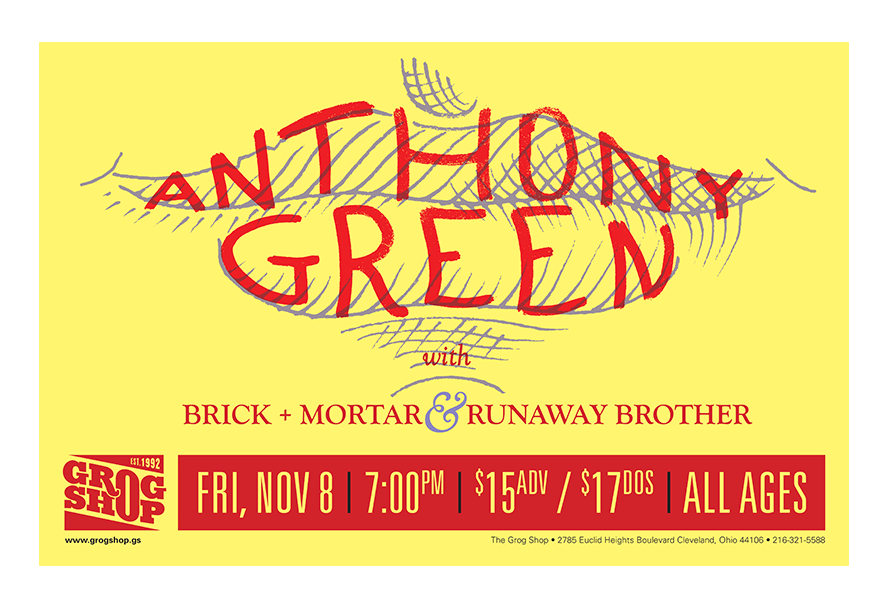 ANTHONY
GREEN
with
BRICK + MORTAR & RUNAWAY BROTHER
EST. 1992
GROG
SHOP
FRI, NOV 8 | 7:00PM | $15ADV / $17DOS | ALL AGES
www.grogshop.gs
The Grog Shop • 2785 Euclid Heights Boulevard Cleveland, Ohio 44106 • 216-321-5588